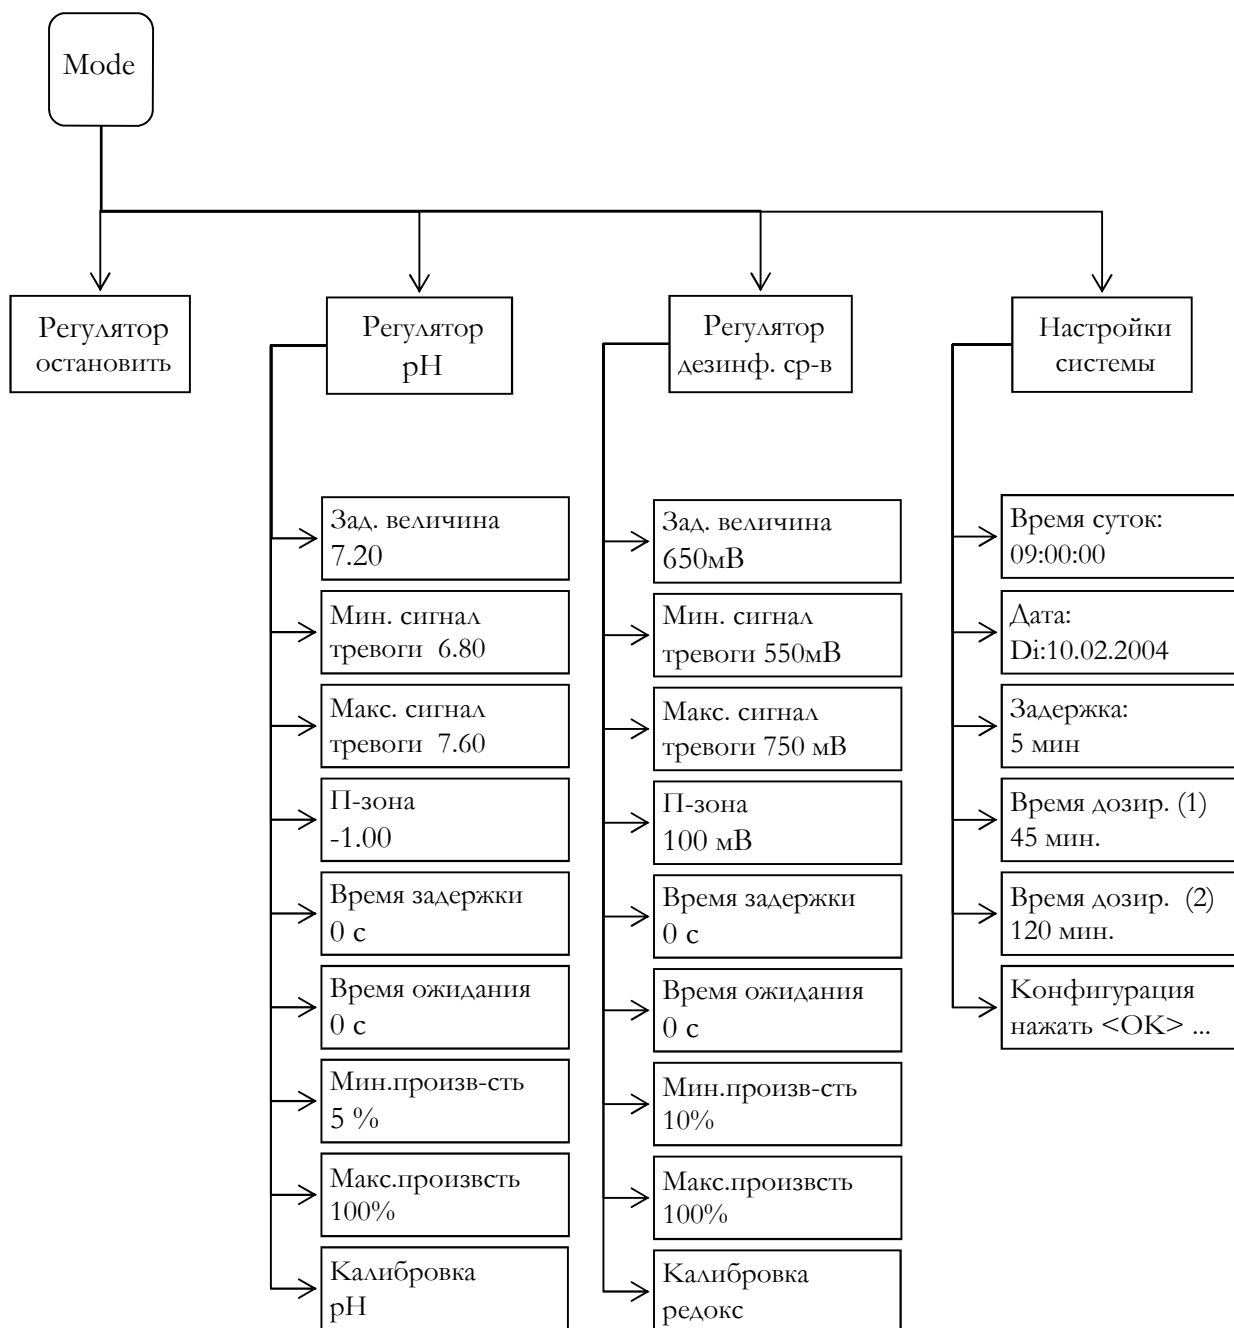 Mode
Регулятор
остановить
Регулятор
pH
Регулятор
дезинф. ср-в
Настройки
системы
Зад. величина
7.20
Мин. сигнал
тревоги 6.80
Макс. сигнал
тревоги 7.60
П-зона
-1.00
Время задержки
0 с
Время ожидания
0 с
Мин.произв-сть
5 %
Макс.произвсть
100%
Калибровка
pH
Зад. величина
650мВ
Мин. сигнал
тревоги 550мВ
Макс. сигнал
тревоги 750 мВ
П-зона
100 мВ
Время задержки
0 с
Время ожидания
0 с
Мин.произв-сть
10%
Макс.произвсть
100%
Калибровка
редокс
Время суток:
09:00:00
Дата:
Di:10.02.2004
Задержка:
5 мин
Время дозир. (1)
45 мин.
Время дозир. (2)
120 мин.
Конфигурация
нажать <OK> ...